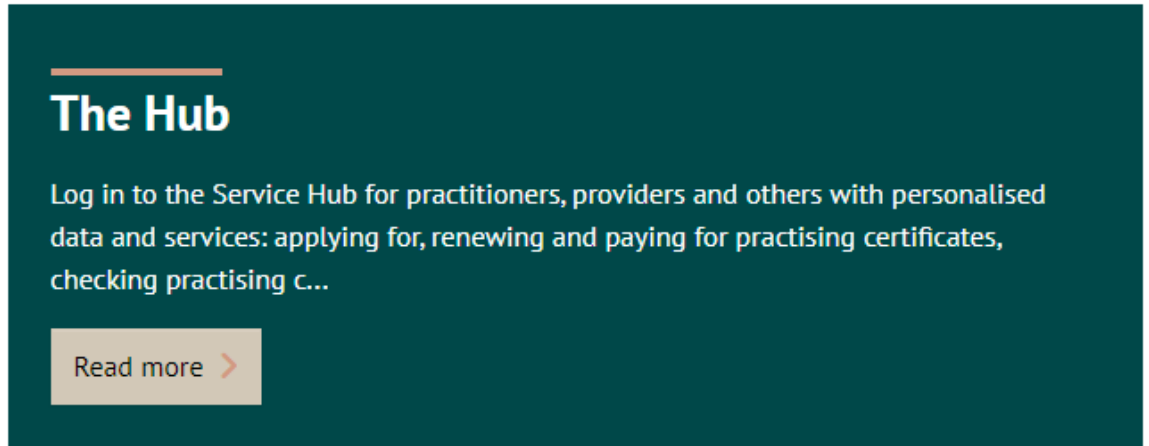 The Hub
Log in to the Service Hub for practitioners, providers and others with personalised
data and services: applying for, renewing and paying for practising certificates,
checking practising c...
Read more